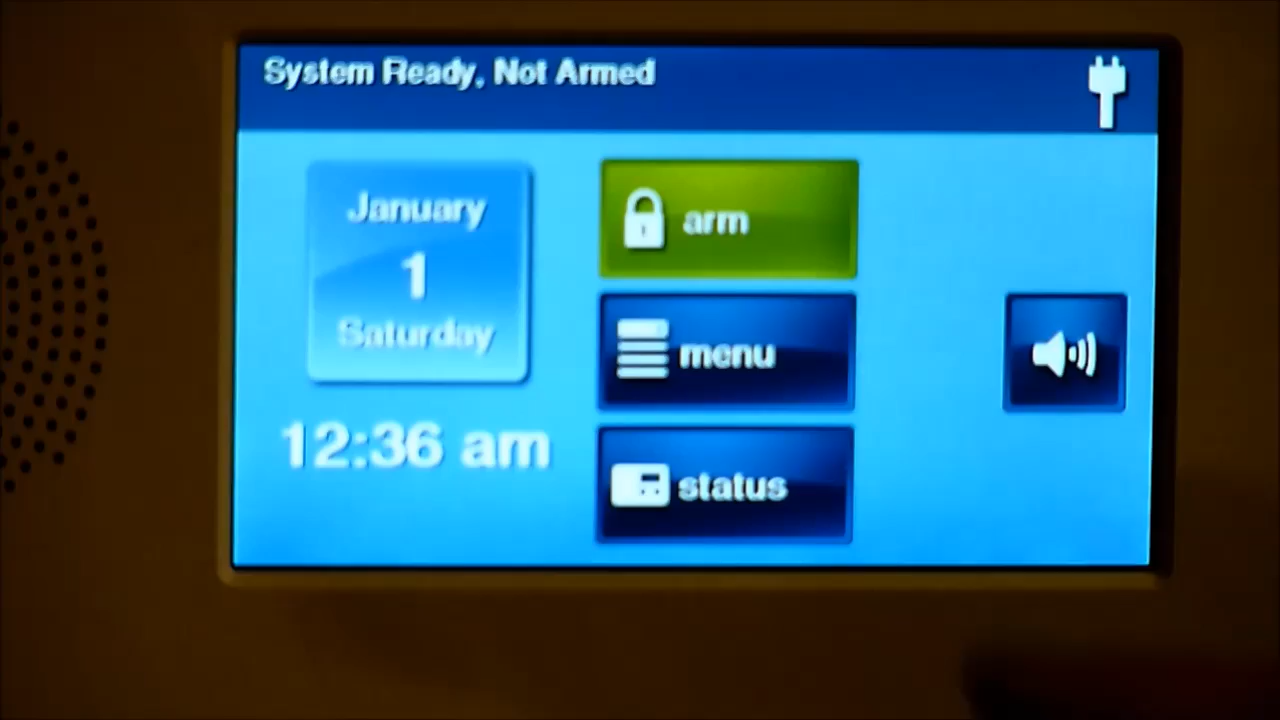 System Ready, Not Armed
January
1
Saturday
12:36 am
arm
menu
status